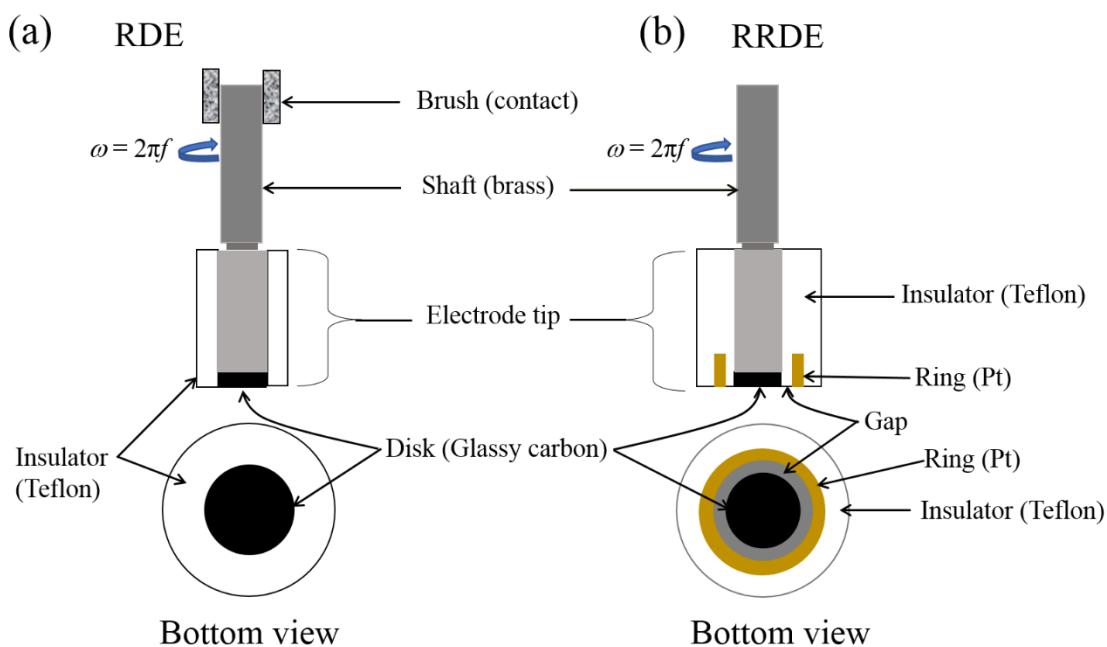 (a) RDE
(b) RRDE
Brush (contact)
ω = 2πf
ω = 2πf
Shaft (brass)
Insulator (Teflon)
Electrode tip
Ring (Pt)
Gap
Insulator
(Teflon)
Disk (Glassy carbon)
Ring (Pt)
Insulator (Teflon)
Bottom view
Bottom view